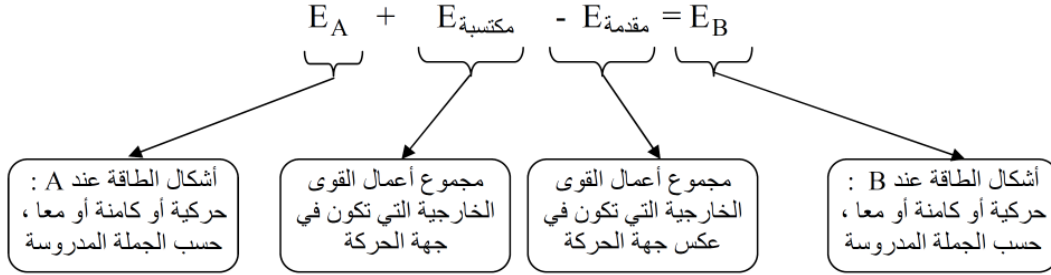 E_A + E_مكتسبة - E_مقدمة = E_B
أشكال الطاقة عند A :
حركية أو كامنة أو معا ،
حسب الجملة المدروسة
مجموع أعمال القوى
الخارجية التي تكون في
جهة الحركة
مجموع أعمال القوى
الخارجية التي تكون في
عكس جهة الحركة
أشكال الطاقة عند B :
حركية أو كامنة أو معا ،
حسب الجملة المدروسة